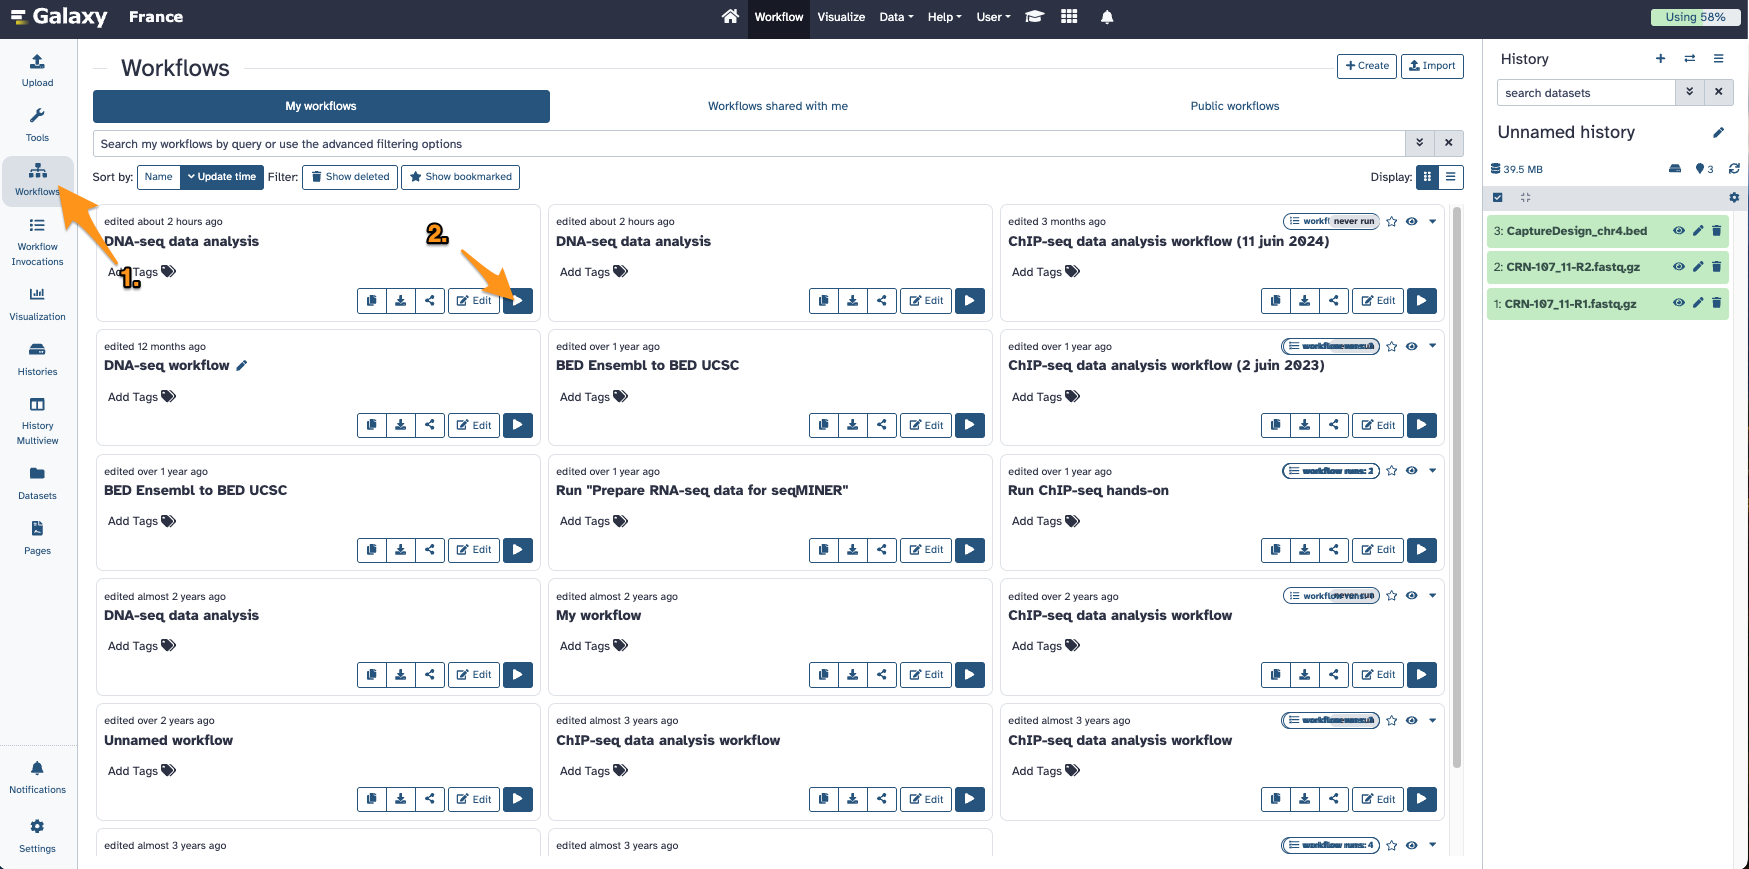 Galaxy France
Workflow Visualize Data Help User
Using 58%
Upload
Tools
Workflows
Workflow
Invocations
Visualization
Histories
History
Multiview
Datasets
Pages
Notifications
Settings
Workflows
Create Import
My workflows Workflows shared with me Public workflows
Search my workflows by query or use the advanced filtering options
Sort by: Name Update time Filter: Show deleted Show bookmarked Display:
edited about 2 hours ago
DNA-seq data analysis
Add Tags
Edit
1.
2.
edited about 2 hours ago
DNA-seq data analysis
Add Tags
Edit
edited 3 months ago never run
ChIP-seq data analysis workflow (11 juin 2024)
Add Tags
Edit
edited 12 months ago
DNA-seq workflow
Add Tags
Edit
edited over 1 year ago
BED Ensembl to BED UCSC
Add Tags
Edit
edited over 1 year ago
ChIP-seq data analysis workflow (2 juin 2023)
Add Tags
Edit
edited over 1 year ago
BED Ensembl to BED UCSC
Add Tags
Edit
edited over 1 year ago
Run "Prepare RNA-seq data for seqMINER"
Add Tags
Edit
edited over 1 year ago workflow runs: 2
Run ChIP-seq hands-on
Add Tags
Edit
edited almost 2 years ago
DNA-seq data analysis
Add Tags
Edit
edited almost 2 years ago
My workflow
Add Tags
Edit
edited over 2 years ago
ChIP-seq data analysis workflow
Add Tags
Edit
edited over 2 years ago
Unnamed workflow
Add Tags
Edit
edited almost 3 years ago
ChIP-seq data analysis workflow
Add Tags
Edit
edited almost 3 years ago
ChIP-seq data analysis workflow
Add Tags
Edit
edited almost 3 years ago
edited almost 3 years ago
workflow runs: 4
History
search datasets
Unnamed history
39.5 MB 3
3: CaptureDesign_chr4.bed
2: CRN-107_11-R2.fastq.gz
1: CRN-107_11-R1.fastq.gz